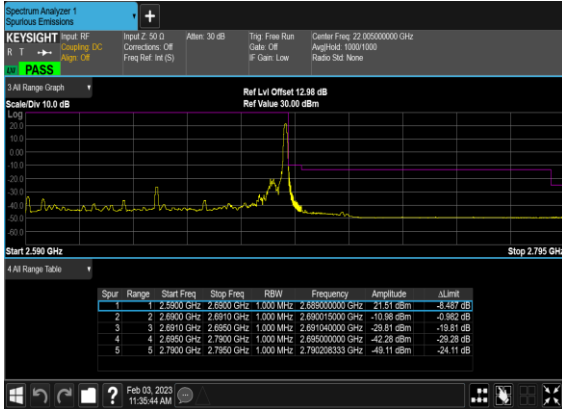 Spectrum Analyzer 1
Spurious Emissions
+
KEYSIGHT
R T
LXI PASS
Input: RF
Coupling: DC
Align: Off
Input Z: 50 Ω
Corrections: Off
Freq Ref: Int (S)
Atten: 30 dB
Trig: Free Run
Gate: Off
IF Gain: Low
Center Freq: 22.005000000 GHz
Avg|Hold: 1000/1000
Radio Std: None
3 All Range Graph
Scale/Div 10.0 dB
Ref Lvl Offset 12.98 dB
Ref Value 30.00 dBm
Log
20.0
10.0
0.00
-10.0
-20.0
-30.0
-40.0
-50.0
-60.0
Start 2.590 GHz
Stop 2.795 GHz
4 All Range Table
Spur Range Start Freq Stop Freq RBW Frequency Amplitude ΔLimit
1 1 2.5900 GHz 2.6900 GHz 1.000 MHz 2.689000000 GHz 21.51 dBm -8.487 dB
2 2 2.6900 GHz 2.6910 GHz 1.000 MHz 2.690015000 GHz -10.98 dBm -0.982 dB
3 3 2.6910 GHz 2.6950 GHz 1.000 MHz 2.691040000 GHz -29.81 dBm -19.81 dB
4 4 2.6950 GHz 2.7900 GHz 1.000 MHz 2.695000000 GHz -42.28 dBm -29.28 dB
5 5 2.7900 GHz 2.7950 GHz 1.000 MHz 2.790208333 GHz -49.11 dBm -24.11 dB
?
Feb 03, 2023
11:35:44 AM